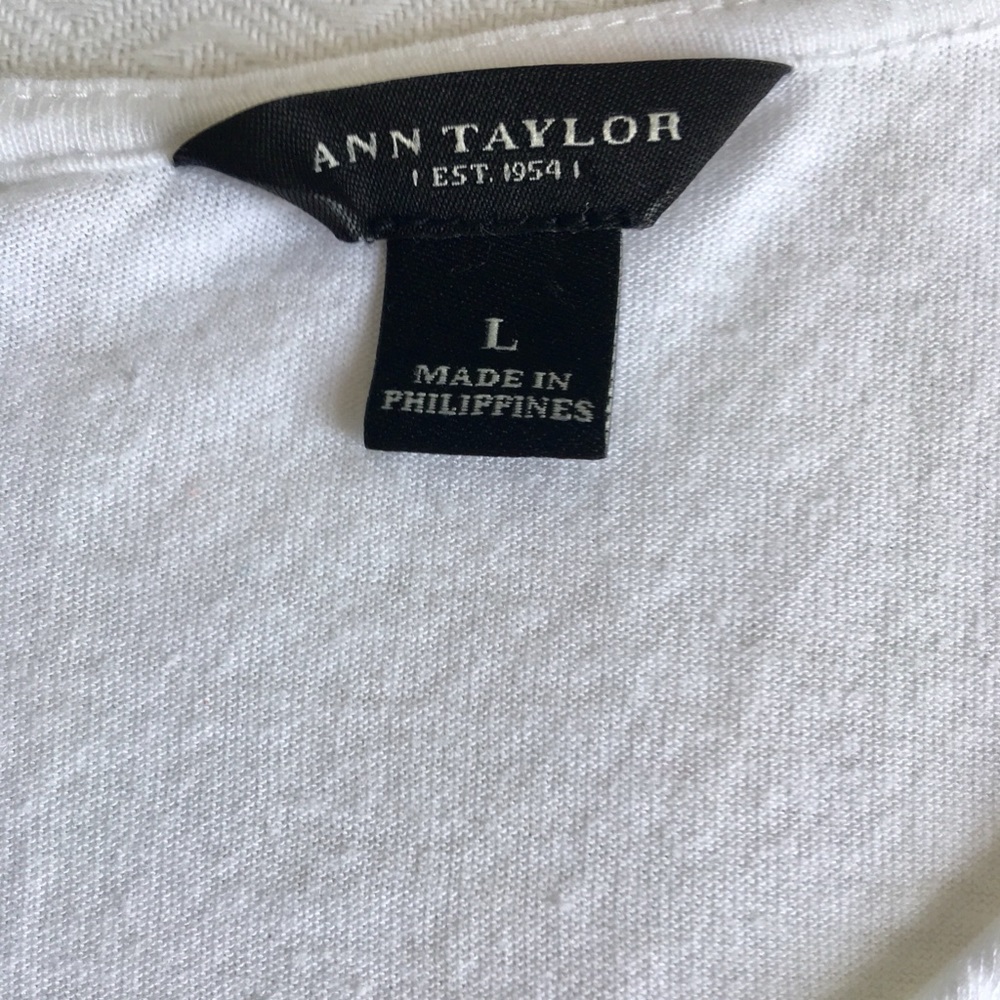 ANN TAYLOR
EST. 1954
L
MADE IN
PHILIPPINES